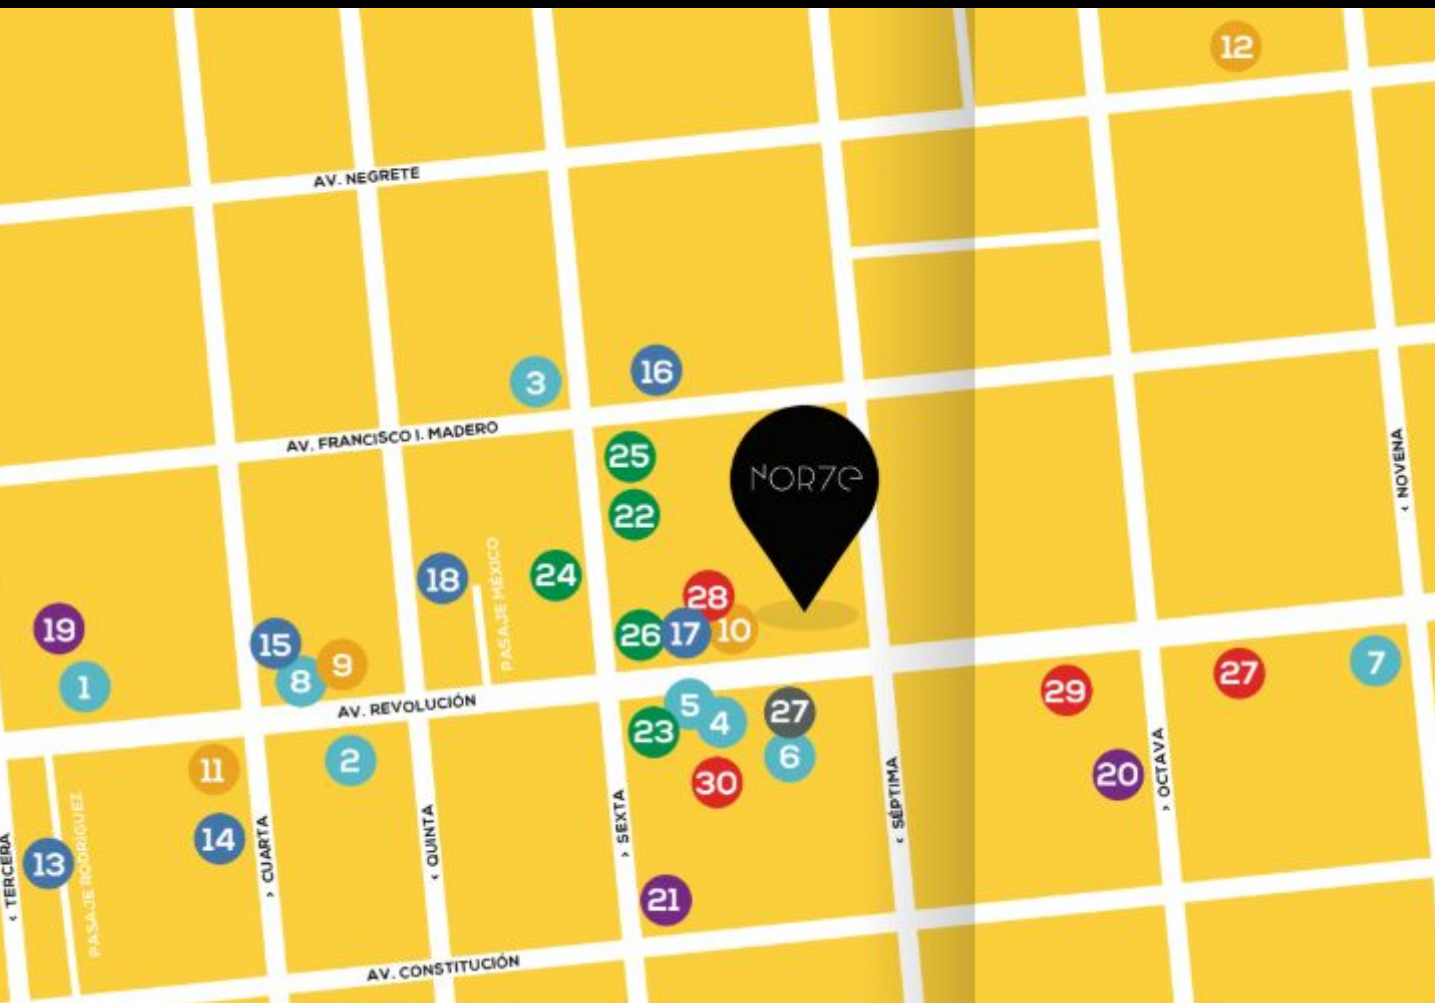 12
AV. NEGRETE
3
16
AV. FRANCISCO I. MADERO
25
NOR7E
‹ NOVENA
22
18
PASAJE MÉXICO
24
28
19
15
26
17
10
9
1
8
29
27
7
AV. REVOLUCIÓN
5
4
27
23
11
2
6
30
20
› OCTAVA
14
13
‹ TERCERA
PASAJE RODRÍGUEZ
› CUARTA
‹ QUINTA
› SEXTA
‹ SÉPTIMA
21
AV. CONSTITUCIÓN